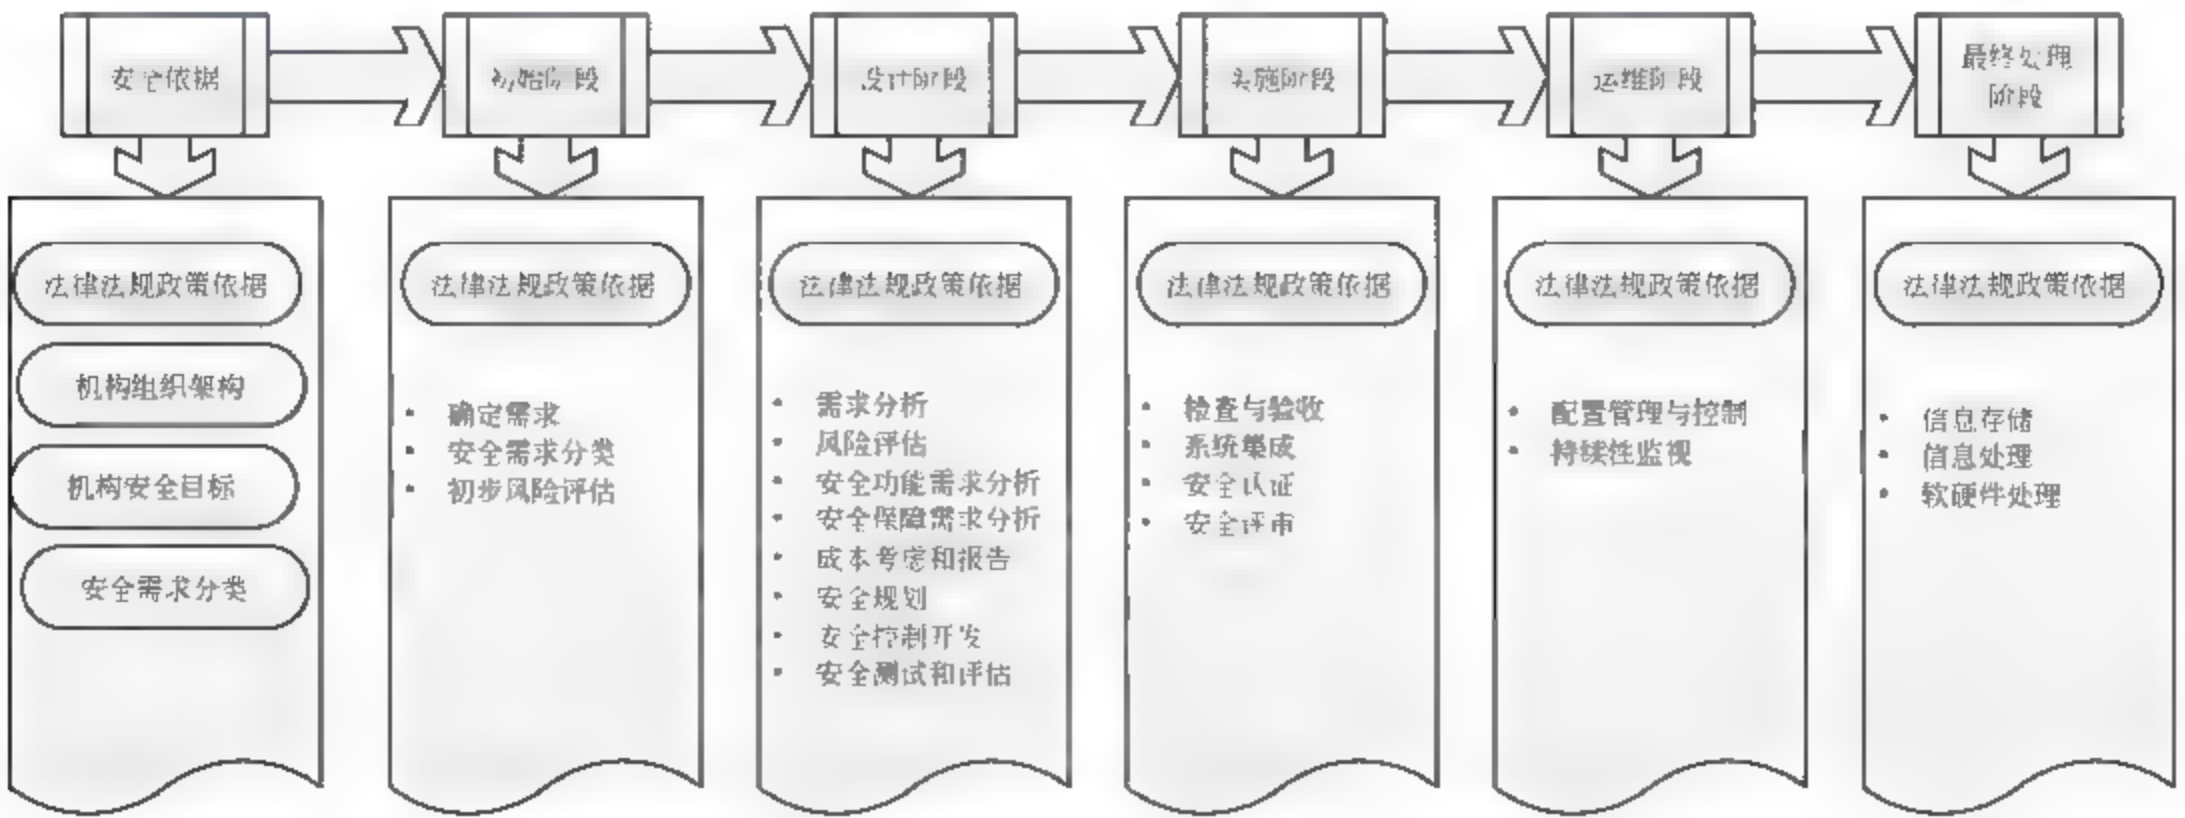 安全依据
初始阶段
设计阶段
实施阶段
运维阶段
最终处理
阶段
法律法规政策依据
机构组织架构
机构安全目标
安全需求分类
法律法规政策依据
• 确定需求
• 安全需求分类
• 初步风险评估
法律法规政策依据
• 需求分析
• 风险评估
• 安全功能需求分析
• 安全保障需求分析
• 成本考虑和报告
• 安全规划
• 安全控制开发
• 安全测试和评估
法律法规政策依据
• 检查与验收
• 系统集成
• 安全认证
• 安全评审
法律法规政策依据
• 配置管理与控制
• 持续性监视
法律法规政策依据
• 信息存储
• 信息处理
• 软硬件处理